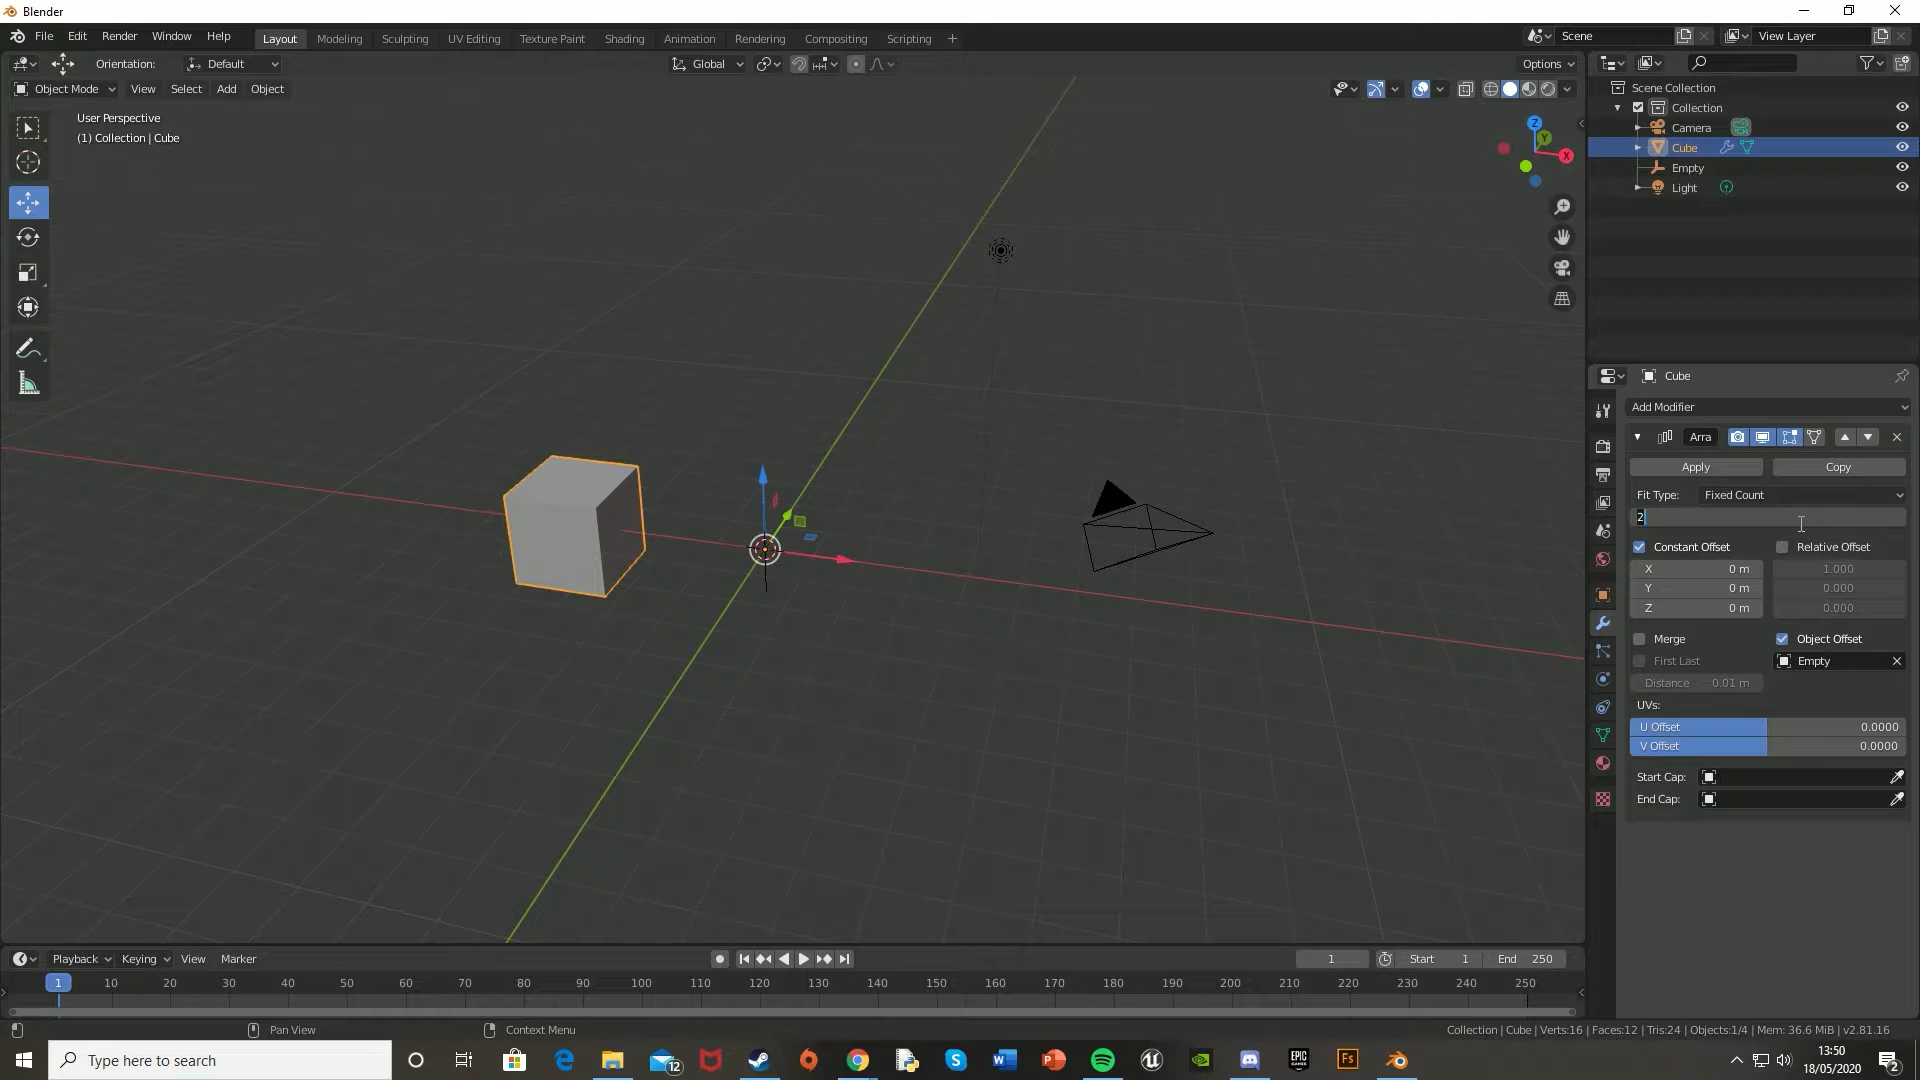 Blender
File Edit Render Window Help
Layout Modeling Sculpting UV Editing Texture Paint Shading Animation Rendering Compositing Scripting +
Scene
View Layer
Orientation: Default
Global
Options
Object Mode View Select Add Object
User Perspective
(1) Collection | Cube
Z
Y
X
Scene Collection
Collection
Camera
Cube
Empty
Light
Cube
Add Modifier
Arra
Apply Copy
Fit Type: Fixed Count
2
Constant Offset Relative Offset
X 0 m 1.000
Y 0 m 0.000
Z 0 m 0.000
Merge Object Offset
First Last Empty
Distance 0.01 m
UVs:
U Offset 0.0000
V Offset 0.0000
Start Cap:
End Cap:
Playback Keying View Marker
1 Start 1 End 250
1 10 20 30 40 50 60 70 80 90 100 110 120 130 140 150 160 170 180 190 200 210 220 230 240 250
Pan View Context Menu
Collection | Cube | Verts:16 | Faces:12 | Tris:24 | Objects:1/4 | Mem: 36.6 MiB | v2.81.16
Type here to search
12
EPIC GAMES
Fs
13:50
18/05/2020
2